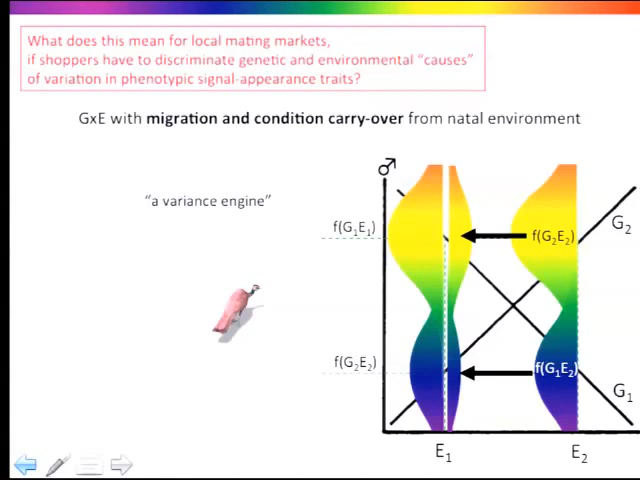 What does this mean for local mating markets,
if shoppers have to discriminate genetic and environmental “causes”
of variation in phenotypic signal-appearance traits?
GxE with migration and condition carry-over from natal environment
“a variance engine”
♂
G₂
f(G₁E₁)
f(G₂E₂)
f(G₂E₂)
f(G₁E₂)
G₁
E₁
E₂